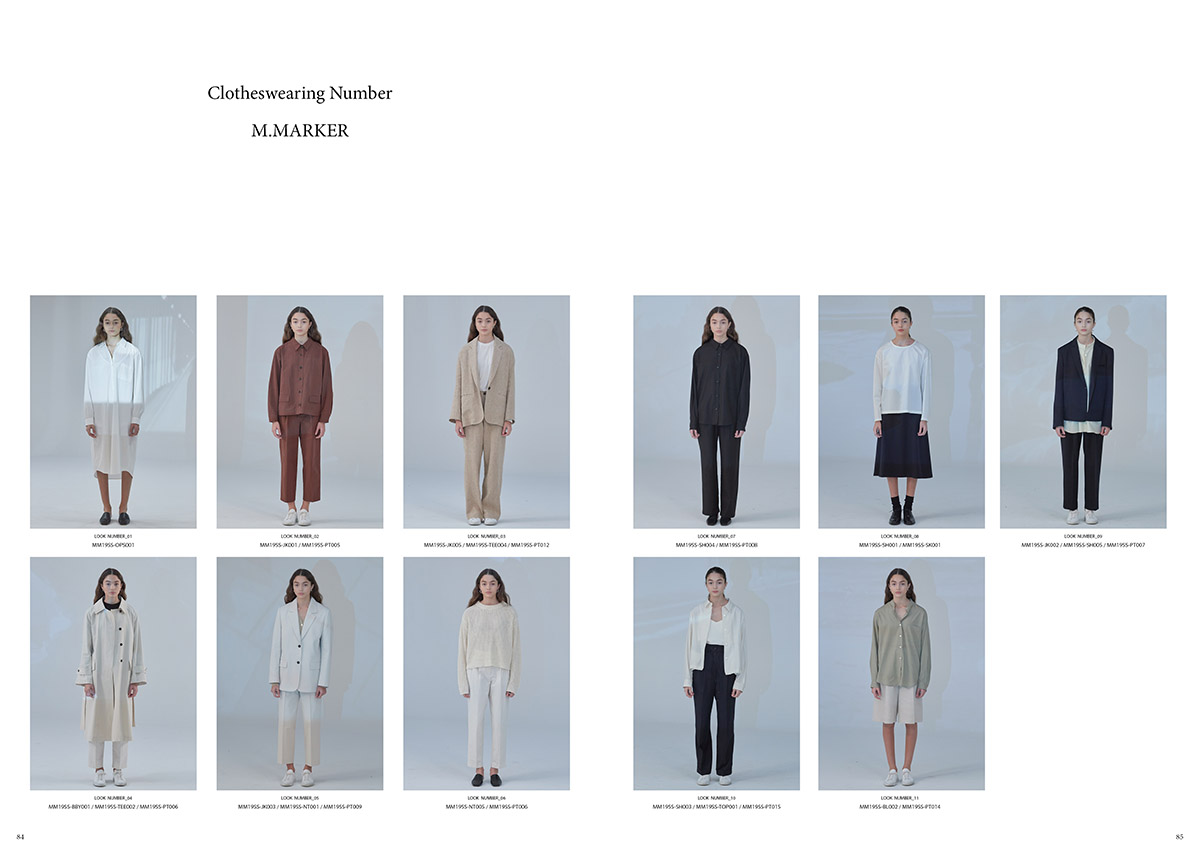 Clotheswearing Number
M.MARKER
LOOK NUMBER_01
MM19SS-OPS001
LOOK NUMBER_02
MM19SS-JK001 / MM19SS-PT005
LOOK NUMBER_03
MM19SS-JK005 / MM19SS-TEE004 / MM19SS-PT012
LOOK NUMBER_04
MM19SS-BBY001 / MM19SS-TEE002 / MM19SS-PT006
LOOK NUMBER_05
MM19SS-JK003 / MM19SS-NT001 / MM19SS-PT009
LOOK NUMBER_06
MM19SS-NT005 / MM19SS-PT006
84
LOOK NUMBER_07
MM19SS-SH004 / MM19SS-PT008
LOOK NUMBER_08
MM19SS-SH001 / MM19SS-SK001
LOOK NUMBER_09
MM19SS-JK002 / MM19SS-SH005 / MM19SS-PT007
LOOK NUMBER_10
MM19SS-SH003 / MM19SS-TOP001 / MM19SS-PT015
LOOK NUMBER_11
MM19SS-BL002 / MM19SS-PT014
85